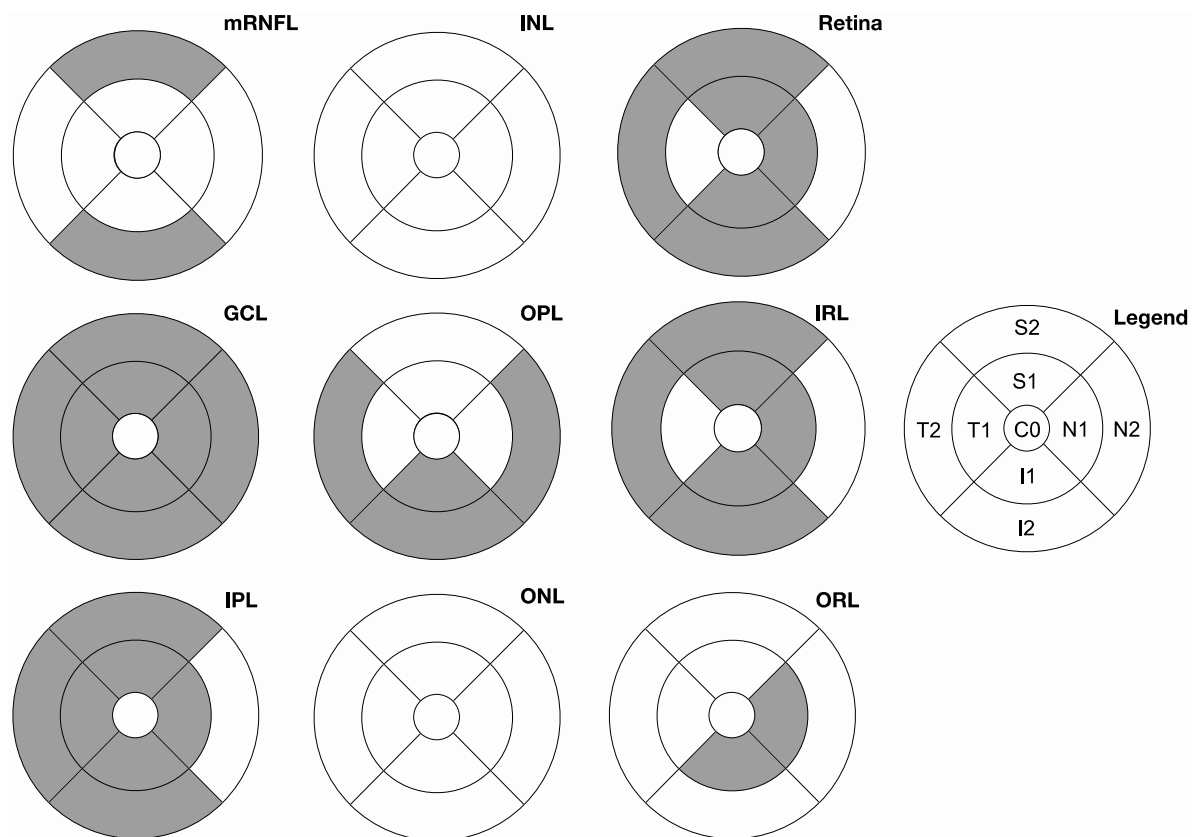 mRNFL
INL
Retina
GCL
OPL
IRL
Legend
S2
S1
T2 T1 C0 N1 N2
I1
I2
IPL
ONL
ORL